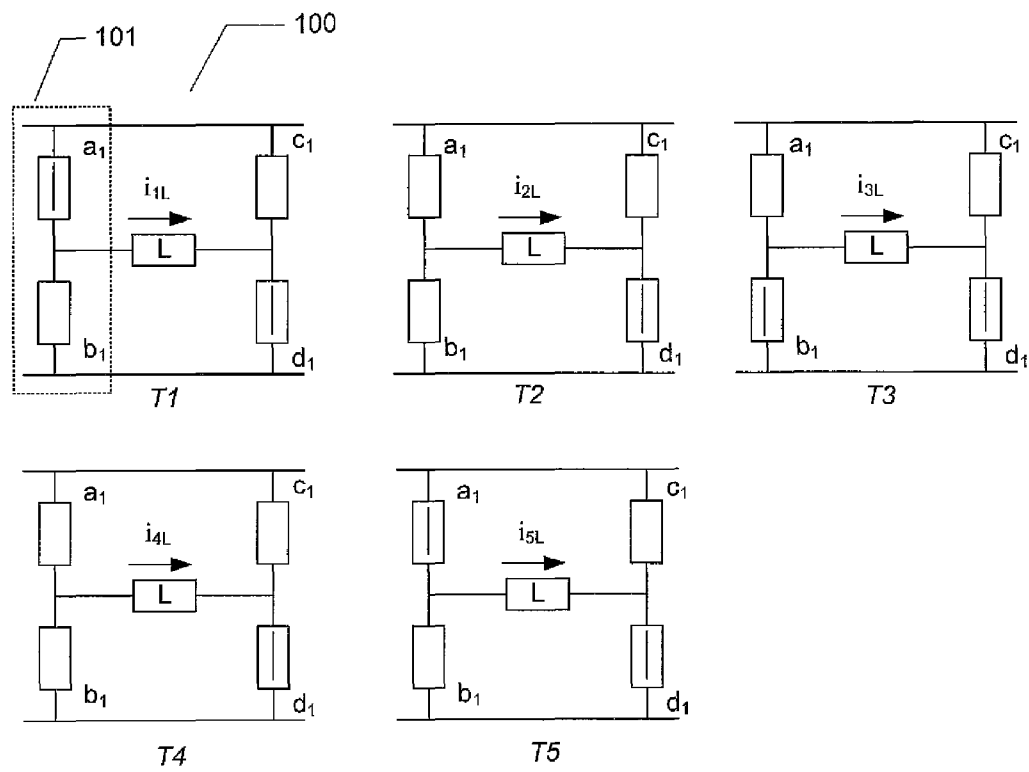 101
100
a₁
c₁
i₁L
L
b₁
d₁
T1
a₁
c₁
i₂L
L
b₁
d₁
T2
a₁
c₁
i₃L
L
b₁
d₁
T3
a₁
c₁
i₄L
L
b₁
d₁
T4
a₁
c₁
i₅L
L
b₁
d₁
T5